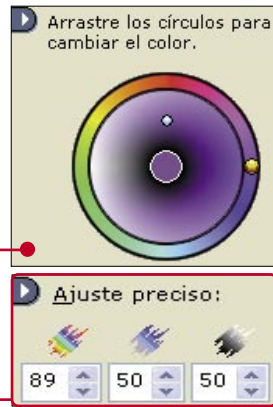 Arrastre los círculos para
cambiar el color.
Ajuste preciso:
89 50 50